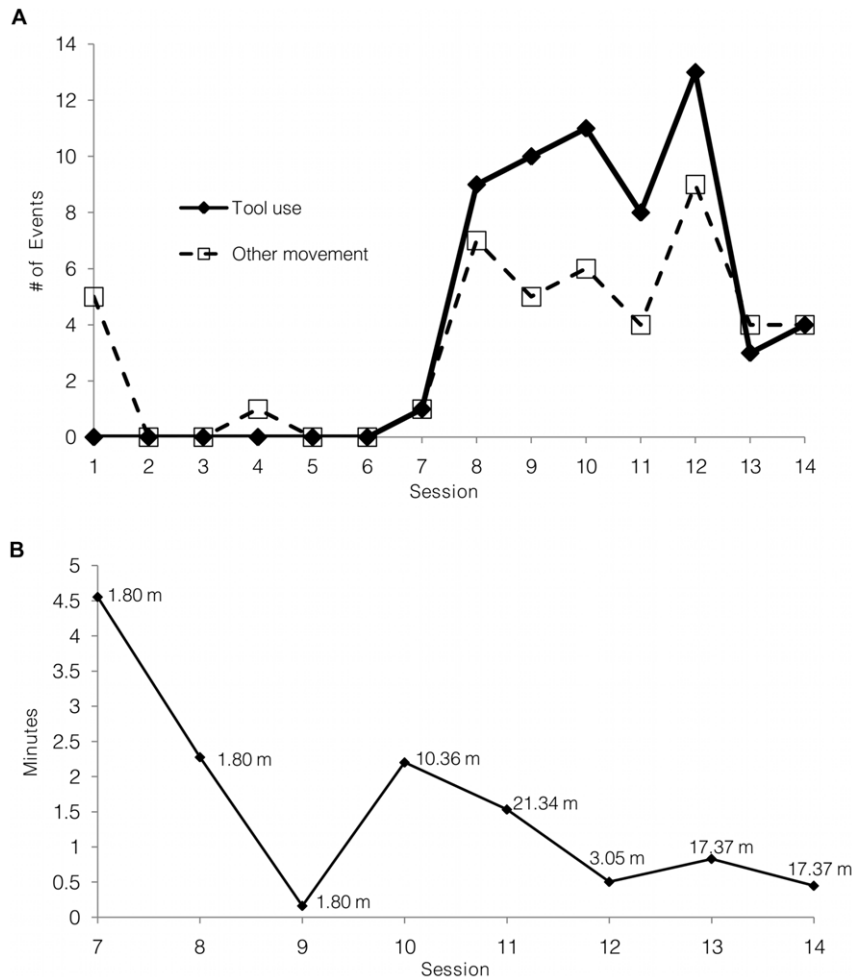 A
14
12
10
8
6
4
2
0
# of Events
Tool use
Other movement
1 2 3 4 5 6 7 8 9 10 11 12 13 14
Session
B
5
4.5
4
3.5
3
2.5
2
1.5
1
0.5
0
Minutes
1.80 m
1.80 m
1.80 m
10.36 m
21.34 m
3.05 m
17.37 m
17.37 m
7 8 9 10 11 12 13 14
Session